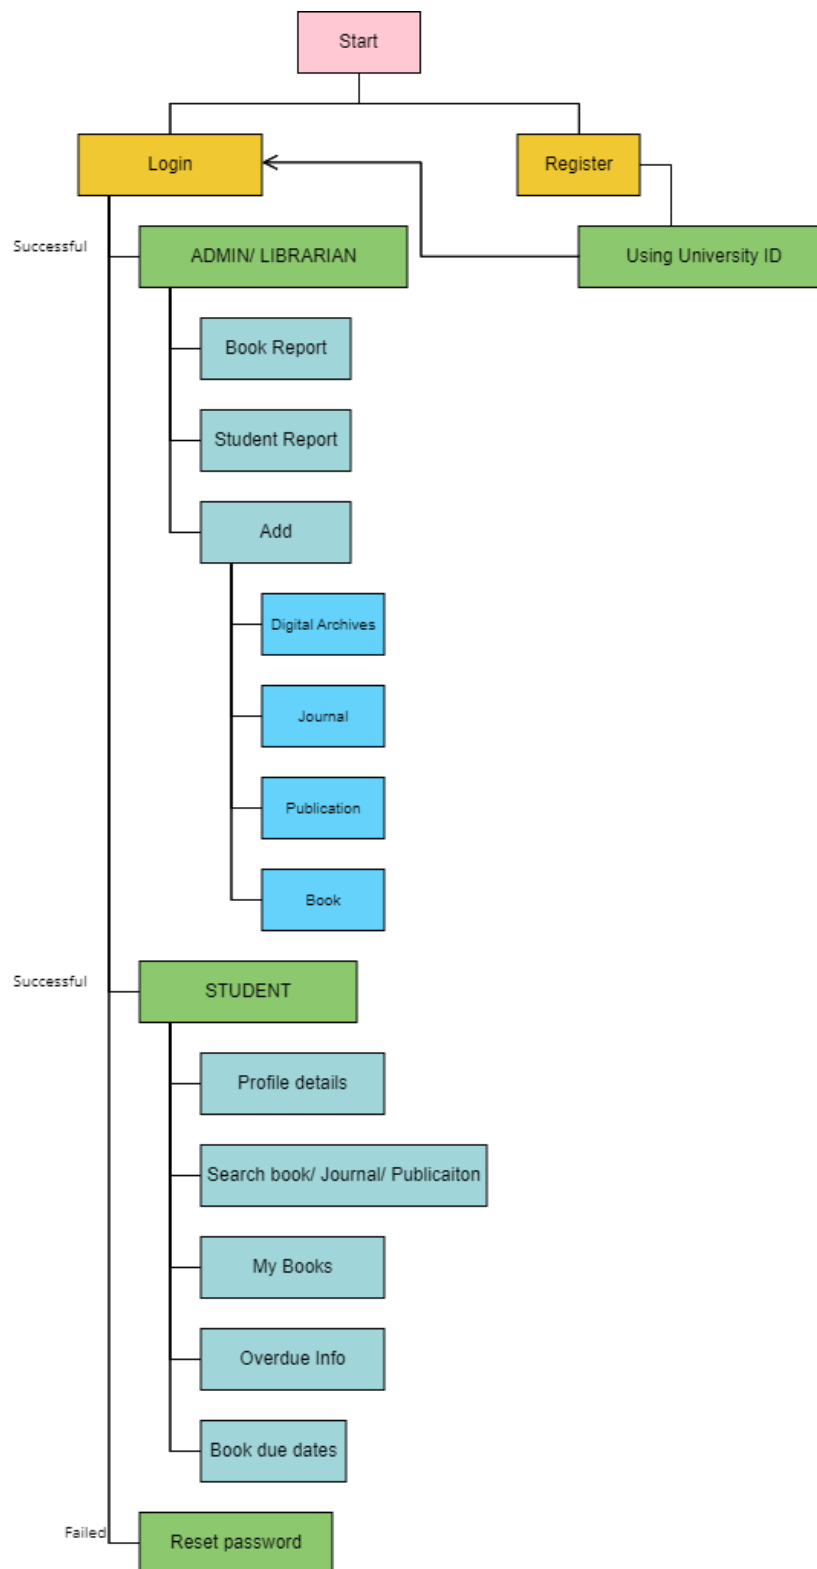 Start
Login
Register
Successful
ADMIN/ LIBRARIAN
Using University ID
Book Report
Student Report
Add
Digital Archives
Journal
Publication
Book
Successful
STUDENT
Profile details
Search book/ Journal/ Publicaiton
My Books
Overdue Info
Book due dates
Failed
Reset password